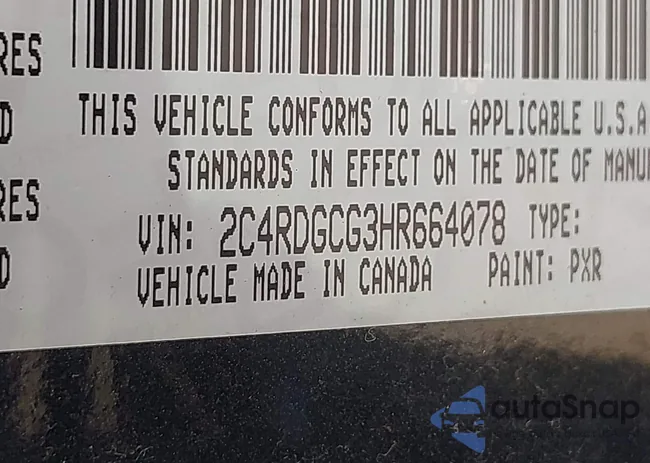 RES
THIS VEHICLE CONFORMS TO ALL APPLICABLE U.S.A
D
STANDARDS IN EFFECT ON THE DATE OF MANU
RES
VIN: 2C4RDGCG3HR664078 TYPE:
D
VEHICLE MADE IN CANADA PAINT: PXR
autoSnap